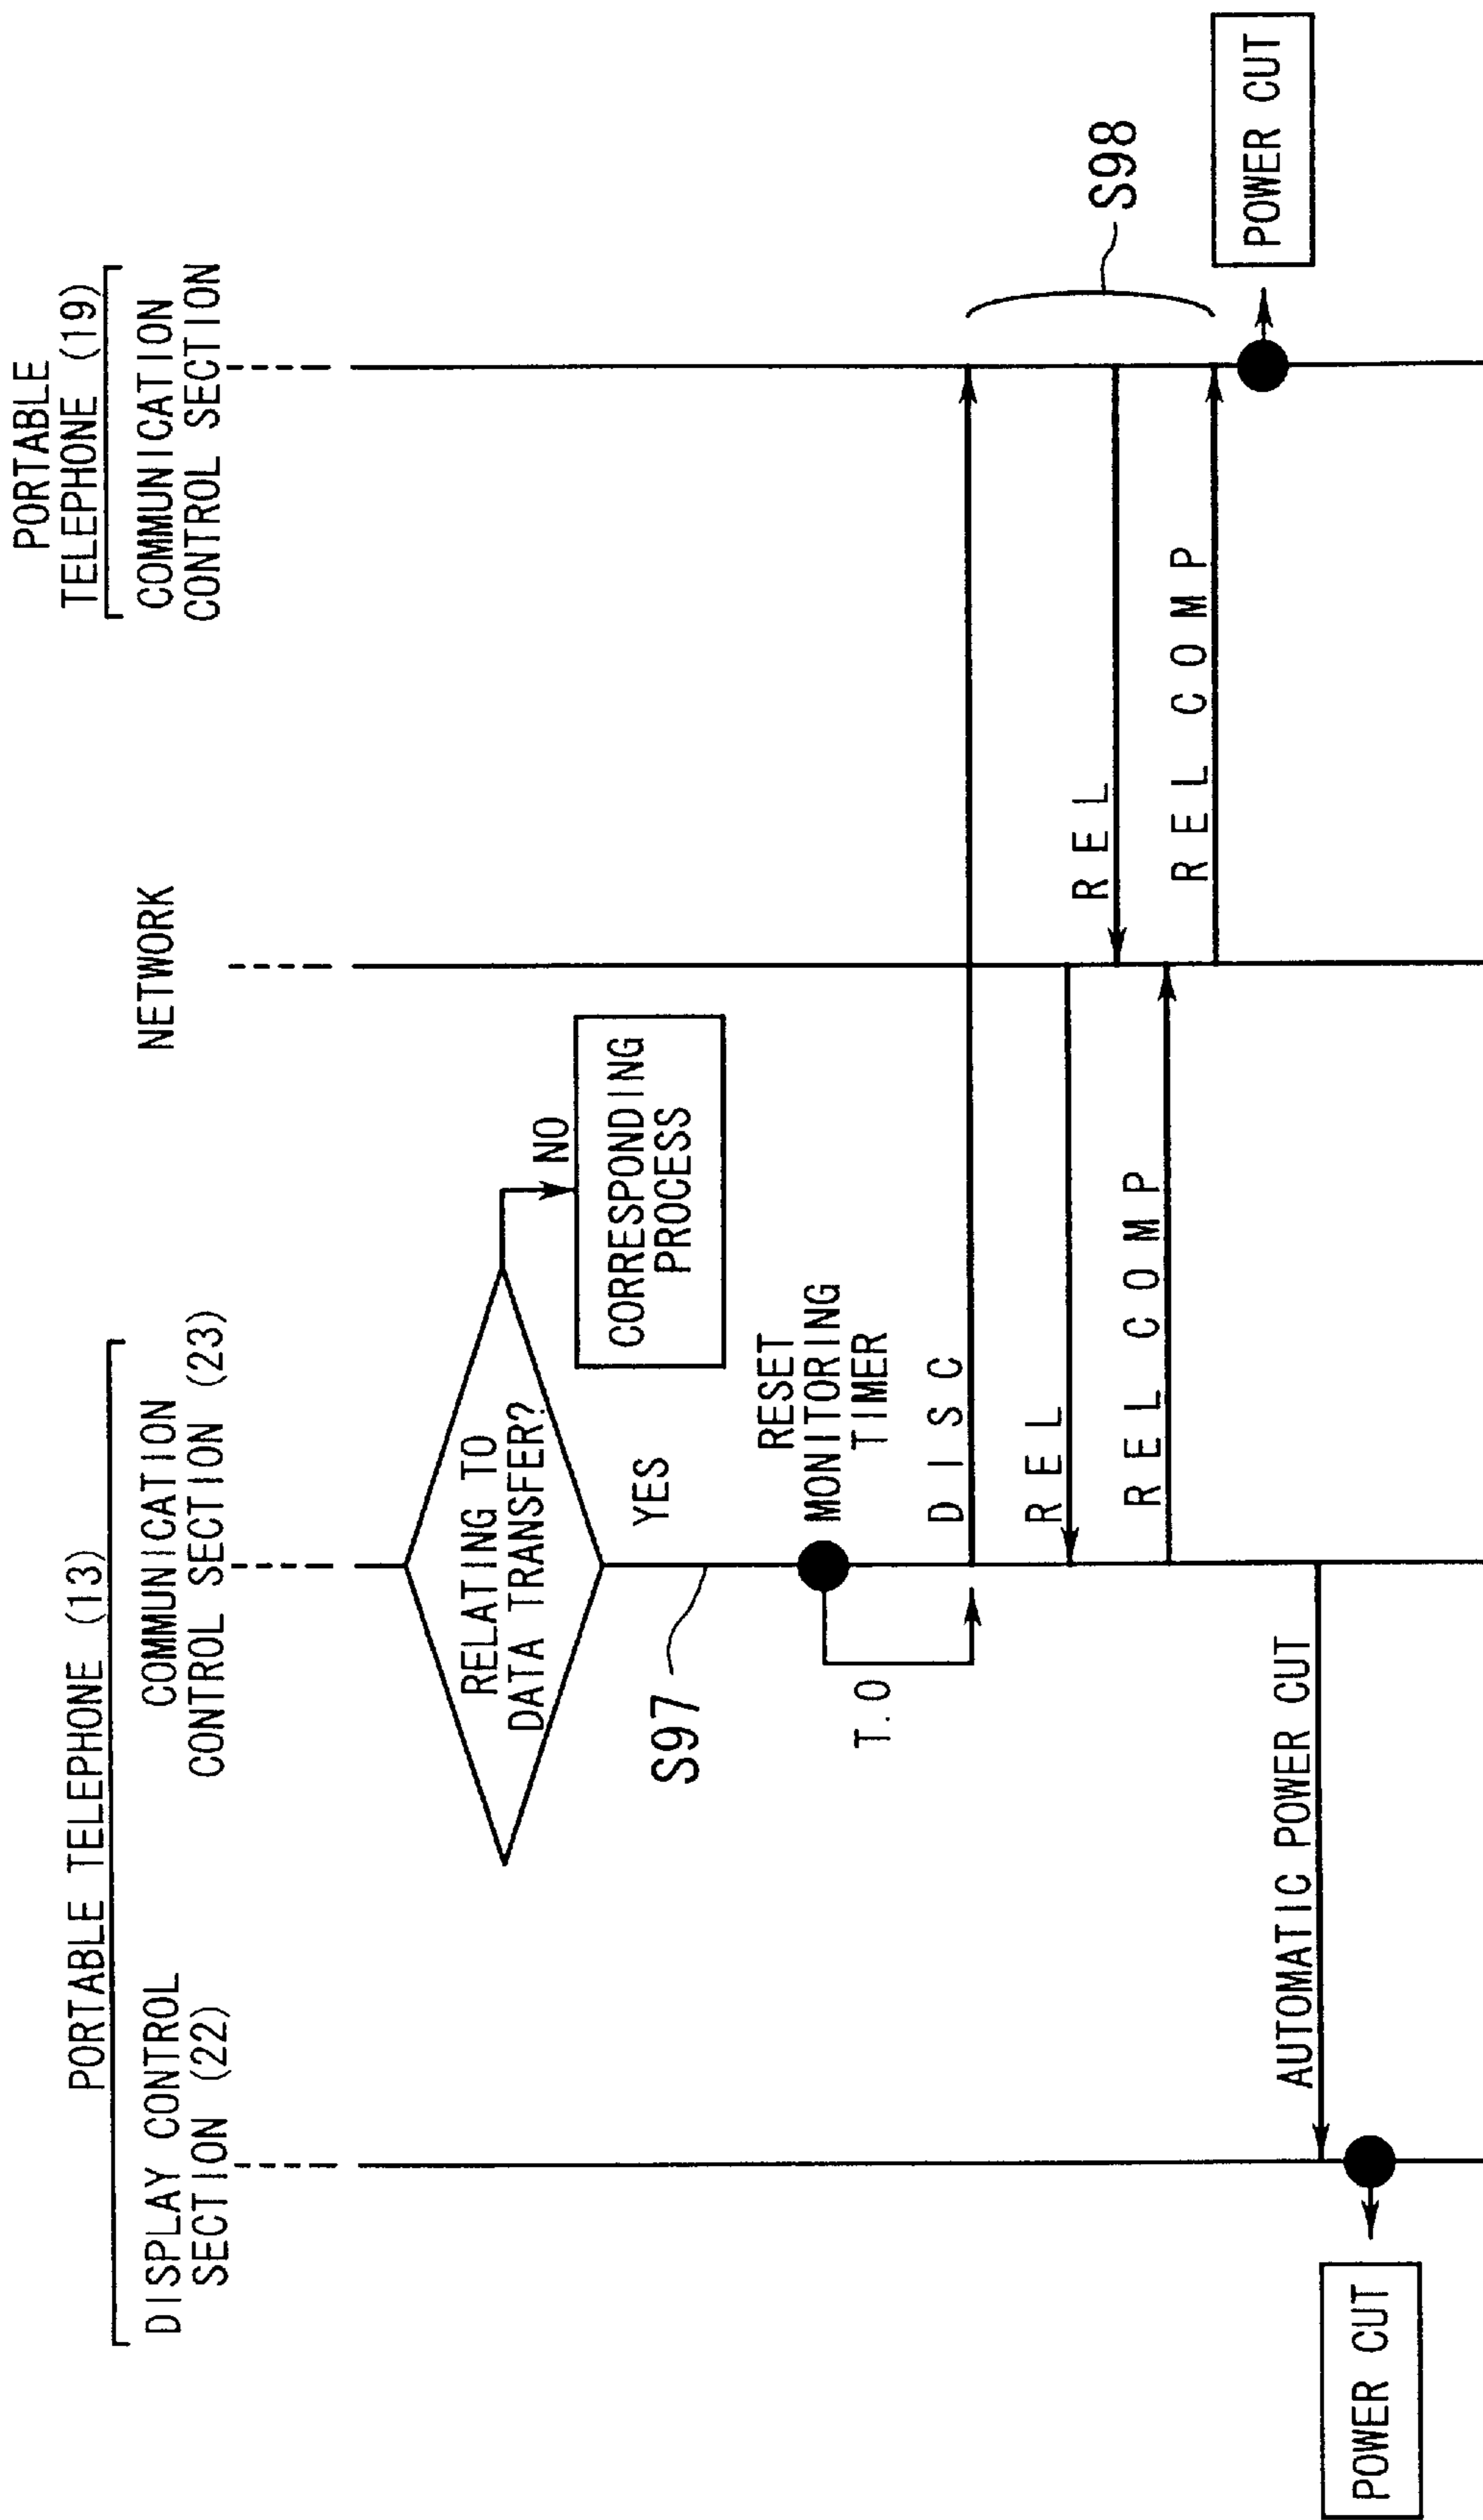 PORTABLE TELEPHONE (13)
DISPLAY CONTROL
SECTION (22)
COMMUNICATION
CONTROL SECTION (23)
NETWORK
PORTABLE
TELEPHONE (19)
COMMUNICATION
CONTROL SECTION
RELATING TO
DATA TRANSFER?
NO
CORRESPONDING
PROCESS
YES
S97
RESET
MONITORING
TIMER
T.O
DISC
REL
REL
REL COMP
REL COMP
S98
POWER CUT
AUTOMATIC POWER CUT
POWER CUT